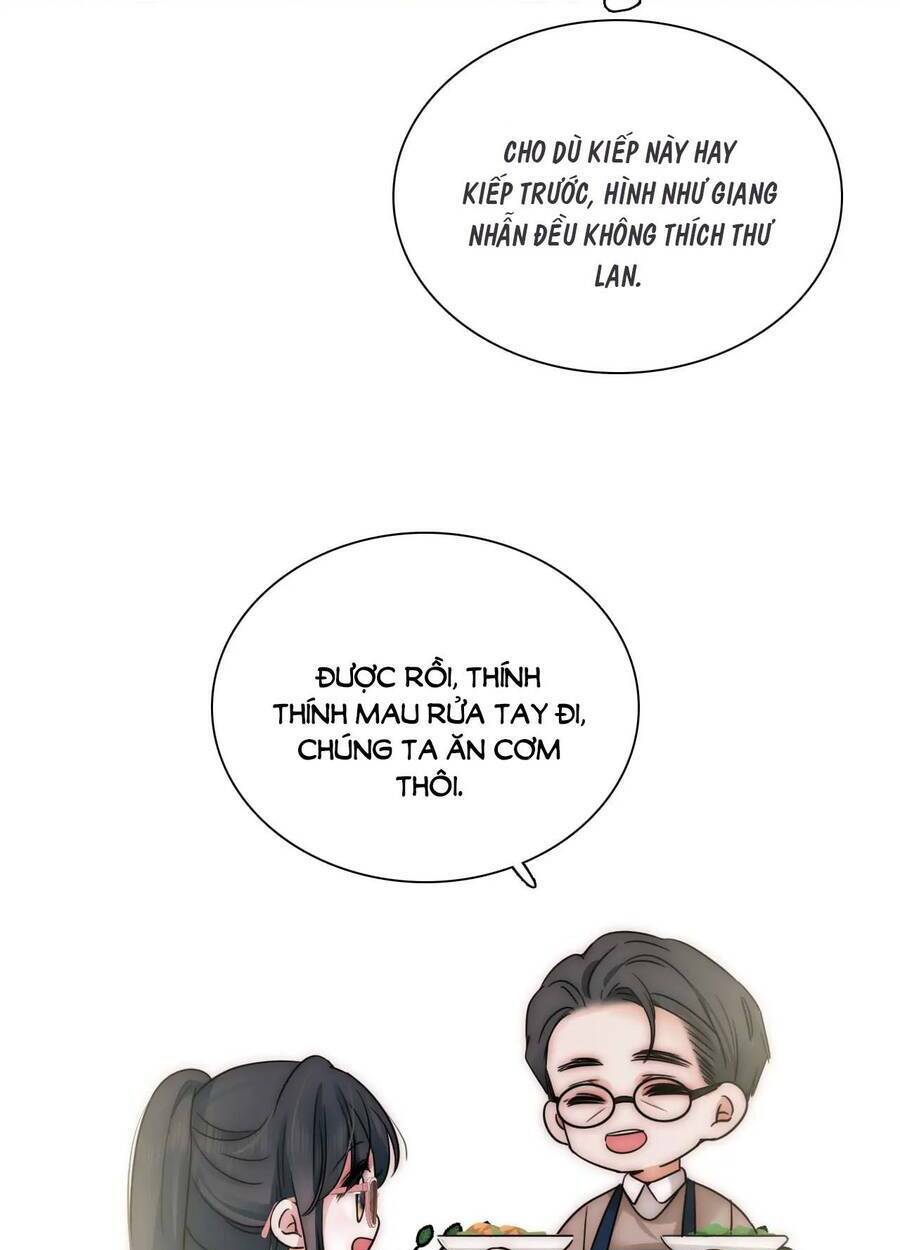 CHO DÙ KIẾP NÀY HAY
KIẾP TRƯỚC, HÌNH NHƯ GIANG
NHẪN ĐỀU KHÔNG THÍCH THƯ
LAN.
ĐƯỢC RỒI, THÍNH
THÍNH MAU RỬA TAY ĐI,
CHÚNG TA ĂN CƠM
THÔI.